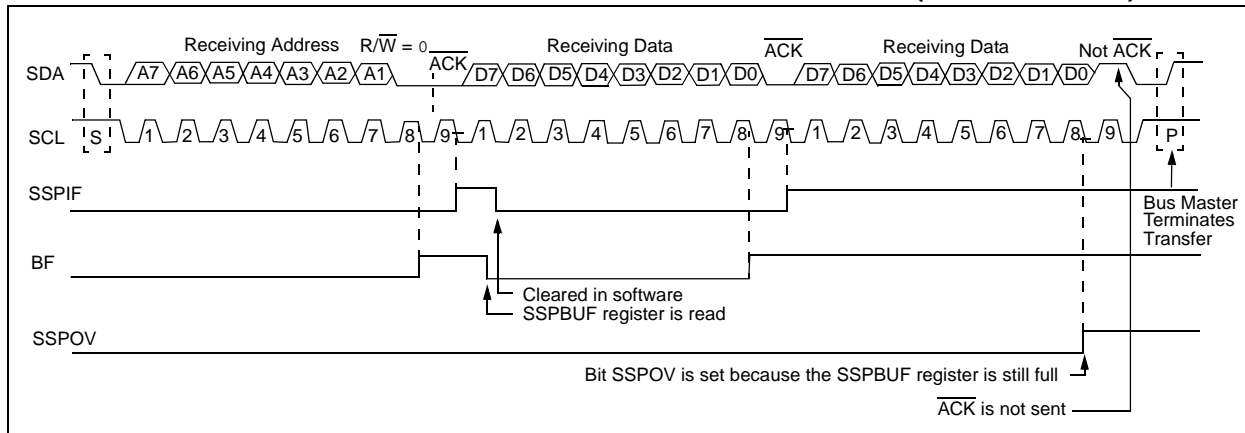 Receiving Address R/W̅ = 0 A̅C̅K̅ Receiving Data A̅C̅K̅ Receiving Data Not A̅C̅K̅
SDA A7 A6 A5 A4 A3 A2 A1 D7 D6 D5 D4 D3 D2 D1 D0 D7 D6 D5 D4 D3 D2 D1 D0
SCL S 1 2 3 4 5 6 7 8 9 1 2 3 4 5 6 7 8 9 1 2 3 4 5 6 7 8 9 P
SSPIF
Bus Master
Terminates
Transfer
BF
Cleared in software
SSPBUF register is read
SSPOV
Bit SSPOV is set because the SSPBUF register is still full
A̅C̅K̅ is not sent